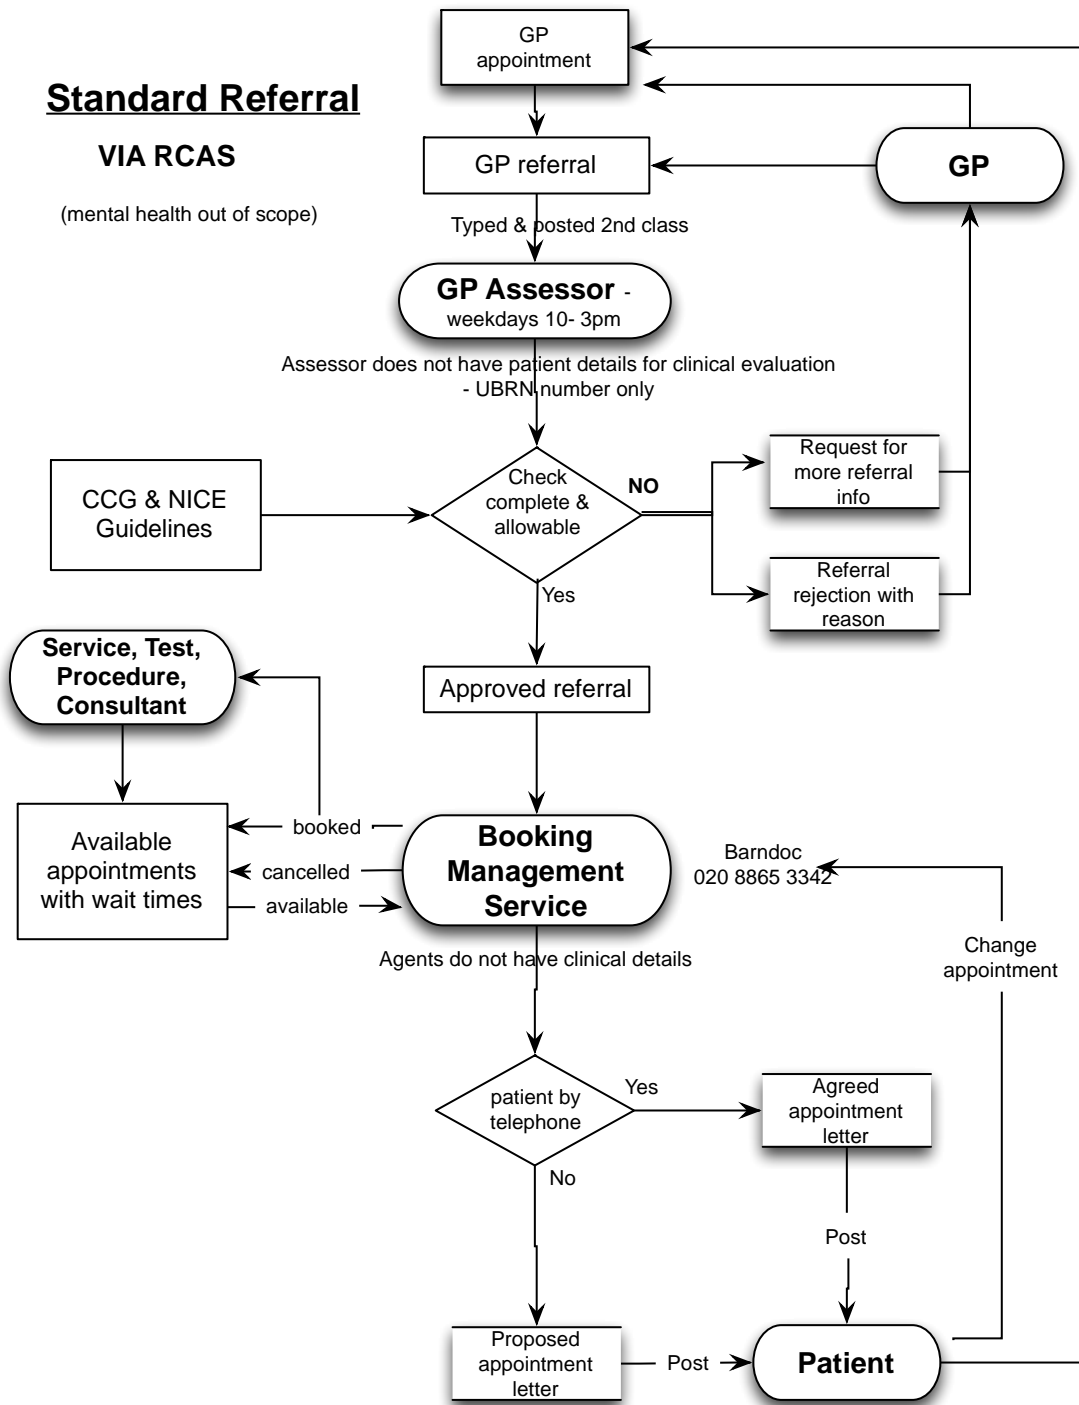 GP
appointment
Standard Referral
VIA RCAS
(mental health out of scope)
GP referral
GP
Typed & posted 2nd class
GP Assessor -
weekdays 10- 3pm
Assessor does not have patient details for clinical evaluation
- UBRN number only
CCG & NICE
Guidelines
Check
complete &
allowable
NO
Request for
more referral
info
Referral
rejection with
reason
Yes
Service, Test,
Procedure,
Consultant
Approved referral
Available
appointments
with wait times
booked
cancelled
available
Booking
Management
Service
Barndoc
020 8865 3342
Agents do not have clinical details
Change
appointment
patient by
telephone
Yes
Agreed
appointment
letter
No
Post
Proposed
appointment
letter
Post
Patient